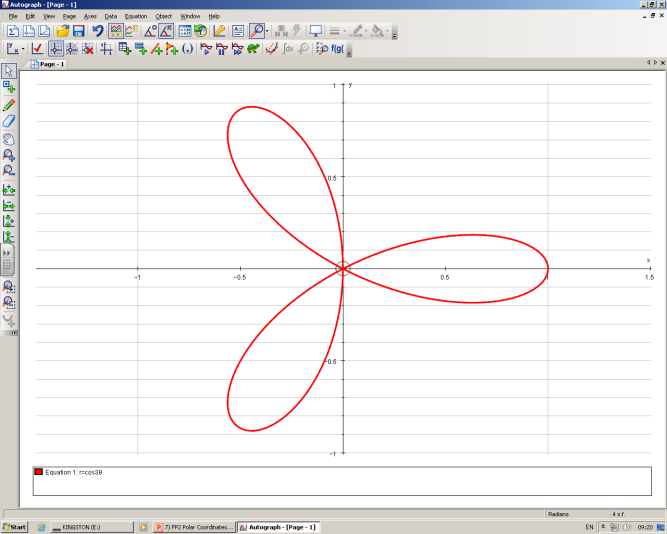 Autograph - [Page - 1]
File Edit View Page Axes Data Equation Object Window Help
Page - 1
1 y
0.5
x
-1 -0.5 0 0.5 1.5
-0.5
-1
Equation 1: r=cos3θ
Radians 4 s.f.
Start KINGSTON (E:) 7) FP2 Polar Coordinates... Autograph - [Page - 1] EN 09:20